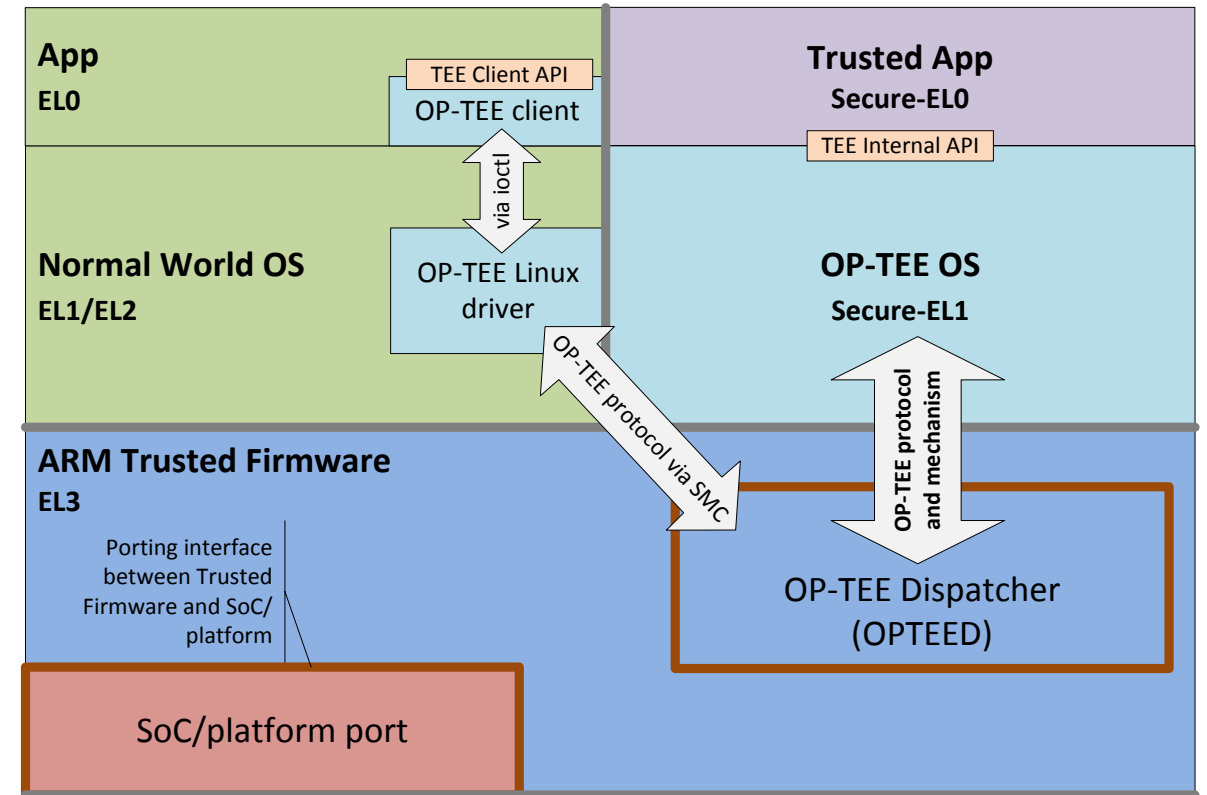 App
EL0
TEE Client API
OP-TEE client
Trusted App
Secure-EL0
TEE Internal API
via ioctl
Normal World OS
EL1/EL2
OP-TEE Linux
driver
OP-TEE OS
Secure-EL1
OP-TEE protocol via SMC
OP-TEE protocol
and mechanism
ARM Trusted Firmware
EL3
Porting interface
between Trusted
Firmware and SoC/
platform
OP-TEE Dispatcher
(OPTEED)
SoC/platform port